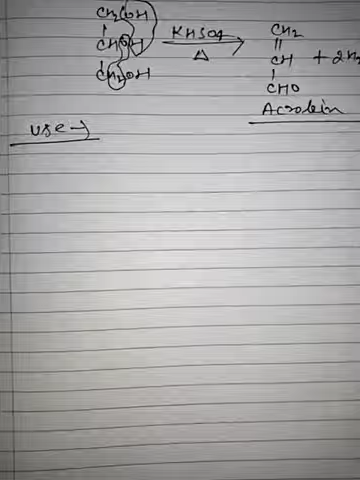 CH2OH
CHOH KHSO4 → CH2
CH2OH Δ || CH + 2H2
CHO
Acrolein
use →